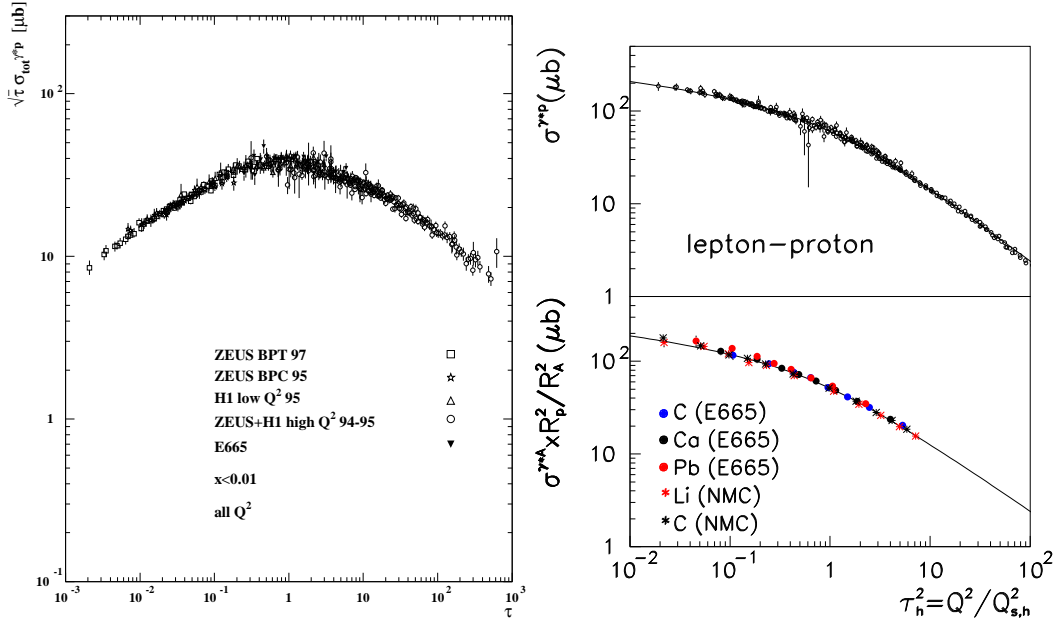 √τ σtot^γ*p [μb]
10²
10
1
10⁻¹
ZEUS BPT 97
ZEUS BPC 95
H1 low Q² 95
ZEUS+H1 high Q² 94-95
E665
x<0.01
all Q²
10⁻³
10⁻²
10⁻¹
1
10
10²
10³
τ
σ^γ*p(μb)
10²
10
1
lepton–proton
σ^γ*A×R_p²/R_A² (μb)
10²
10
1
C (E665)
Ca (E665)
Pb (E665)
Li (NMC)
C (NMC)
10⁻²
10⁻¹
1
10
10²
τ_h²=Q²/Q²_s,h